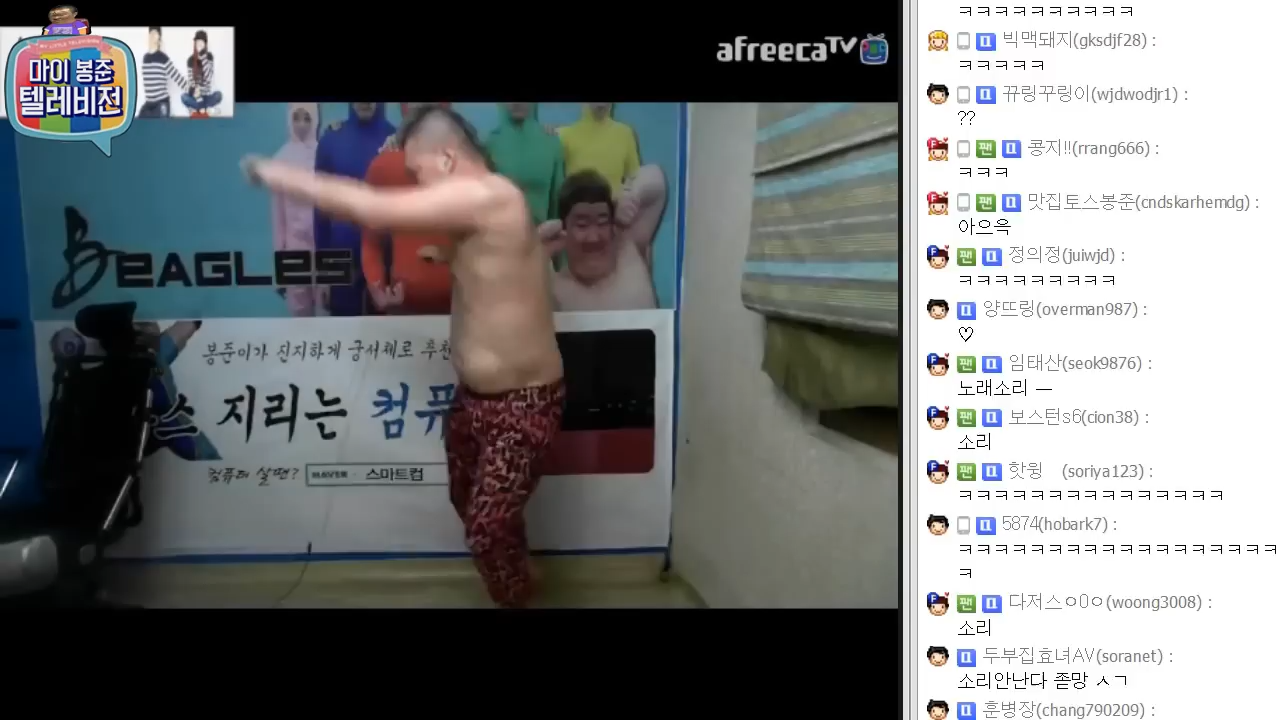 MY LITTLE TELEVISION
마이 봉준
텔레비전
afreecaTV
BEAGLES
봉준이가 진지하게 궁서체로 추천
지리는 컴퓨
컴퓨터 살땐?
NAVER
스마트컴
ㅋㅋㅋㅋㅋㅋㅋㅋㅋㅋ
빅맥돼지(gksdjf28) :
ㅋㅋㅋㅋㅋ
뀨링꾸링이(wjdwodjr1) :
??
팬 콩지!!(rrang666) :
ㅋㅋㅋ
팬 맛집토스봉준(cndskarhemdg) :
아으윽
팬 정의정(juiwjd) :
ㅋㅋㅋㅋㅋㅋㅋㅋㅋ
양뜨링(overman987) :
♡
팬 임태산(seok9876) :
노래소리 ㅡ
팬 보스턴s6(cion38) :
소리
팬 핫윙 (soriya123) :
ㅋㅋㅋㅋㅋㅋㅋㅋㅋㅋㅋㅋㅋㅋㅋ
5874(hobark7) :
ㅋㅋㅋㅋㅋㅋㅋㅋㅋㅋㅋㅋㅋㅋㅋㅋㅋㅋ
ㅋ
팬 다저스ㅇ0ㅇ(woong3008) :
소리
두부집효녀AV(soranet) :
소리안난다 졷망 ㅅㄱ
훈병장(chang790209) :